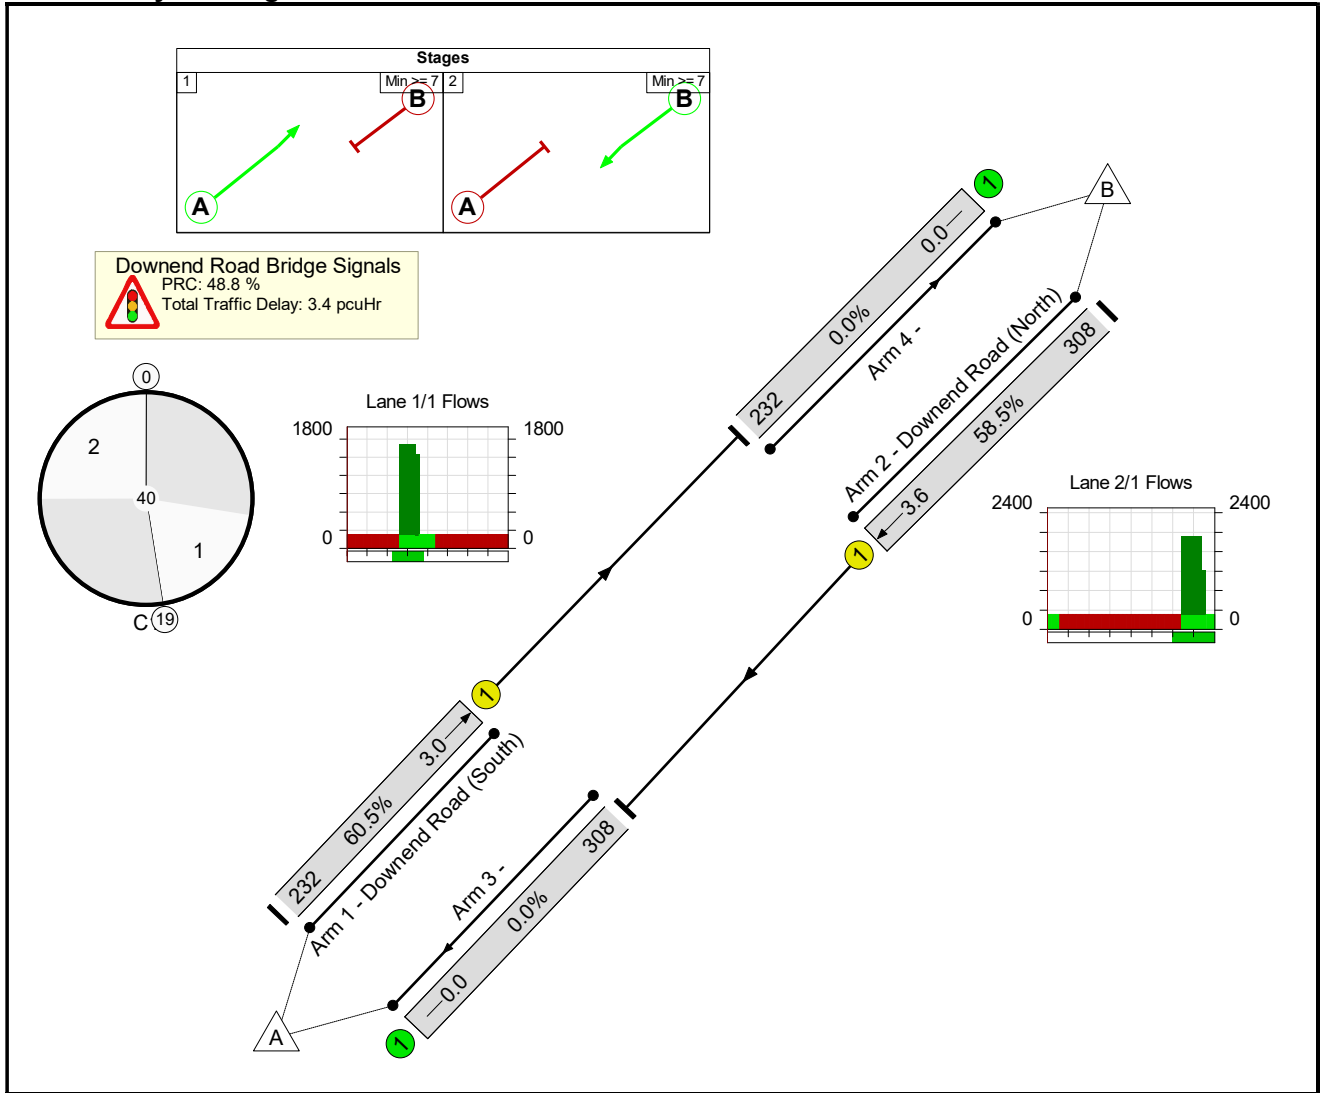 Stages
1
Min >= 7
2
Min >= 7
A
B
A
B
Downend Road Bridge Signals
PRC: 48.8 %
Total Traffic Delay: 3.4 pcuHr
0
2
40
1
C
19
Lane 1/1 Flows
1800
1800
0
0
1
B
0.0
0.0%
232
Arm 4 -
Arm 2 - Downend Road (North)
308
58.5%
3.6
1
Lane 2/1 Flows
2400
2400
0
0
1
3.0
60.5%
232
Arm 1 - Downend Road (South)
Arm 3 -
308
0.0%
0.0
A
1